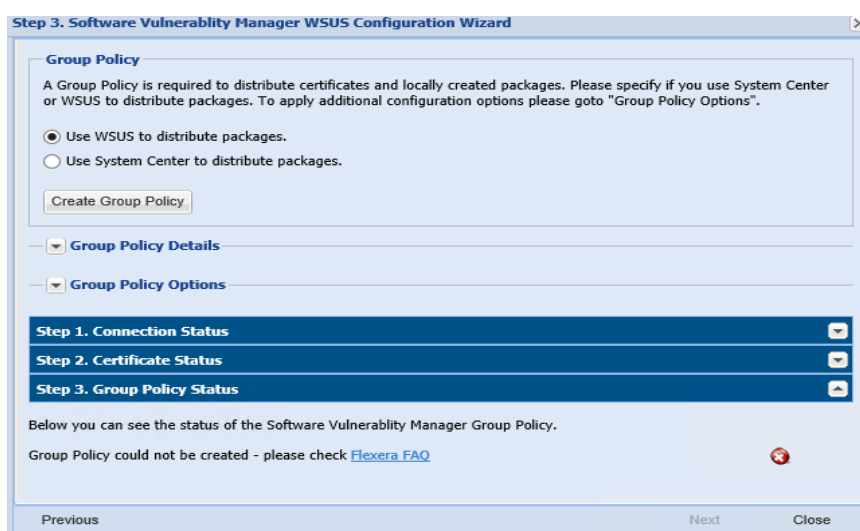 Step 3. Software Vulnerablity Manager WSUS Configuration Wizard
Group Policy
A Group Policy is required to distribute certificates and locally created packages. Please specify if you use System Center
or WSUS to distribute packages. To apply additional configuration options please goto "Group Policy Options".
Use WSUS to distribute packages.
Use System Center to distribute packages.
Create Group Policy
Group Policy Details
Group Policy Options
Step 1. Connection Status
Step 2. Certificate Status
Step 3. Group Policy Status
Below you can see the status of the Software Vulnerablity Manager Group Policy.
Group Policy could not be created - please check Flexera FAQ
Previous Next Close